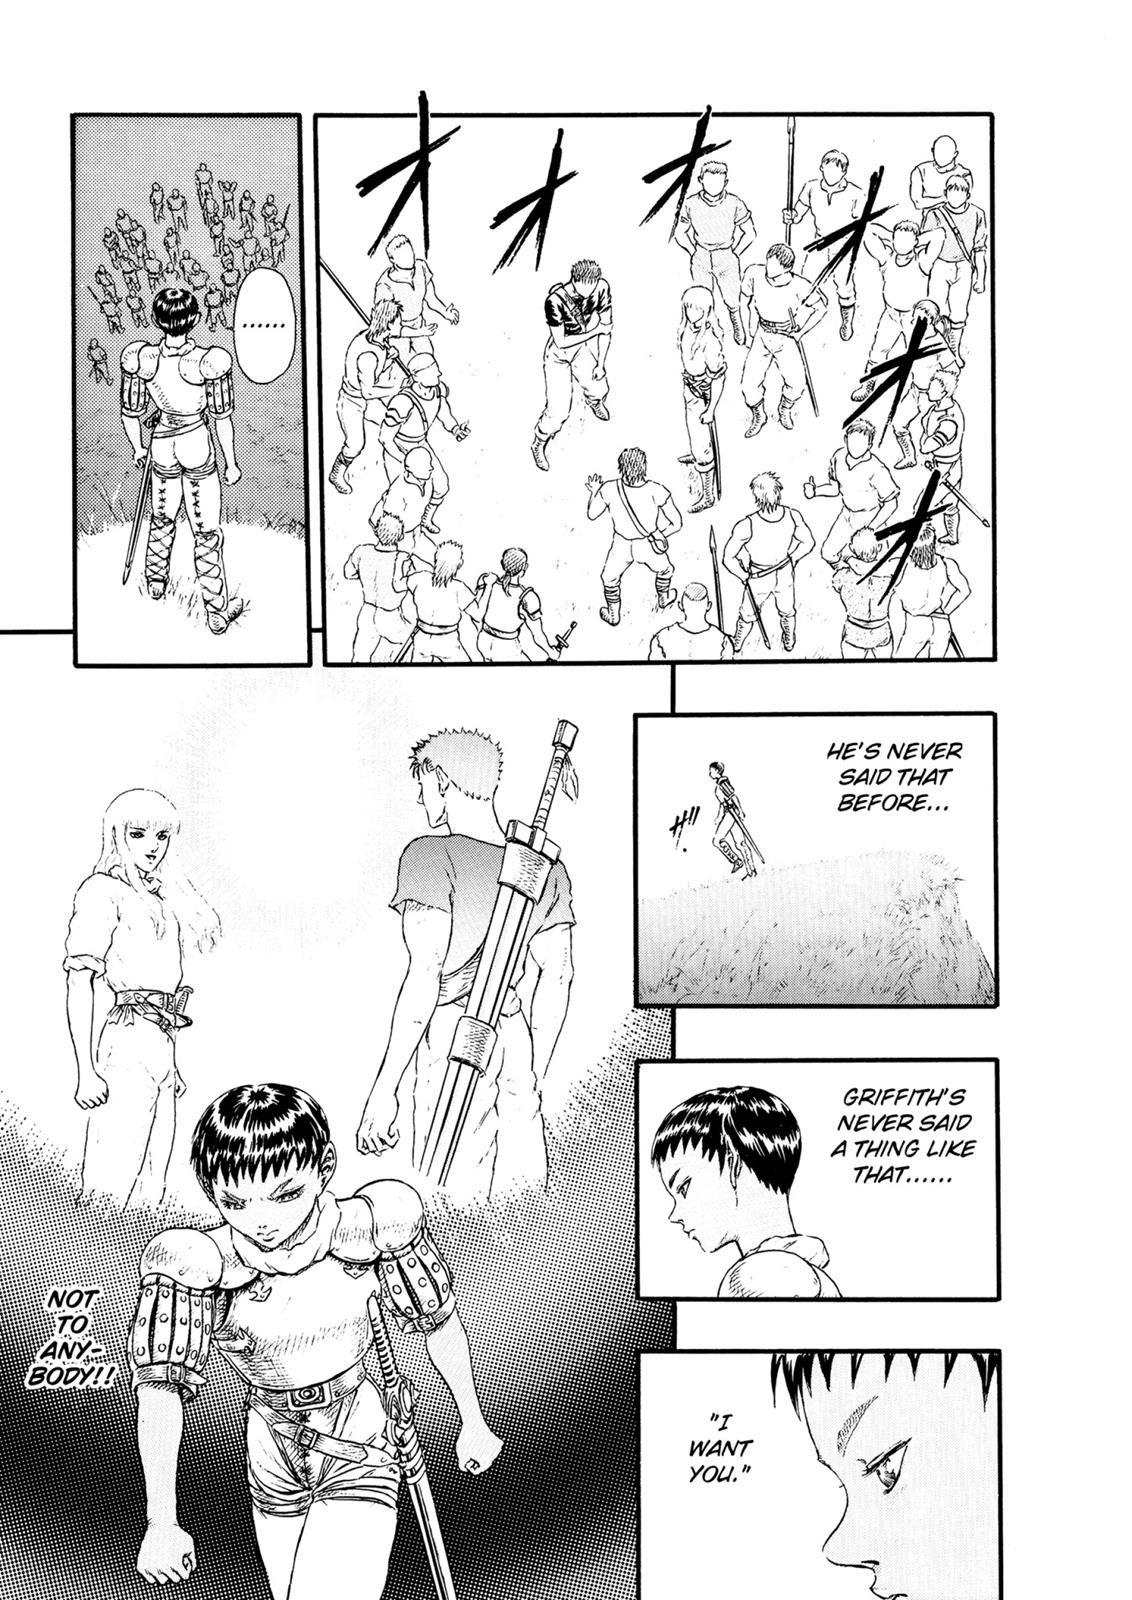 オ
オ
オ
オ
オ
オ
......
HE'S NEVER
SAID THAT
BEFORE...
ザ!!
GRIFFITH'S
NEVER SAID
A THING LIKE
THAT......
"I
WANT
YOU."
NOT
TO
ANY-
BODY!!